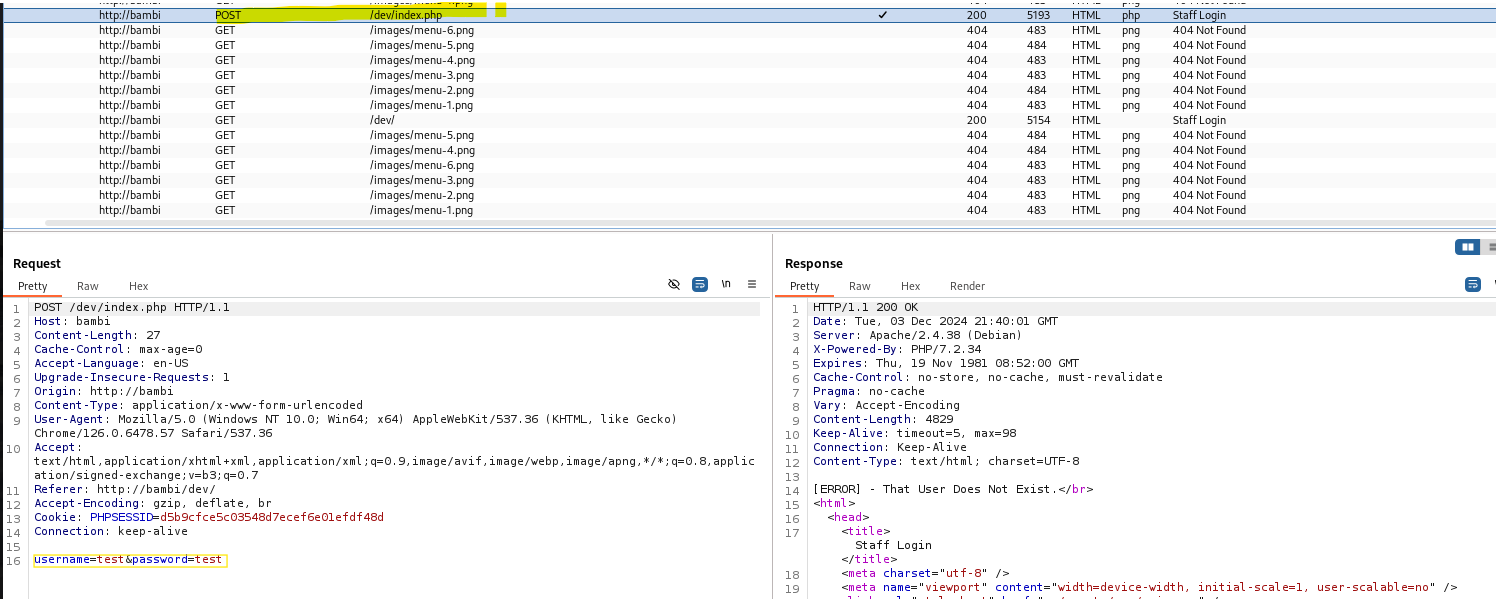 http://bambi POST /dev/index.php ✓ 200 5193 HTML php Staff Login
http://bambi GET /images/menu-6.png 404 483 HTML png 404 Not Found
http://bambi GET /images/menu-5.png 404 484 HTML png 404 Not Found
http://bambi GET /images/menu-4.png 404 483 HTML png 404 Not Found
http://bambi GET /images/menu-3.png 404 483 HTML png 404 Not Found
http://bambi GET /images/menu-2.png 404 484 HTML png 404 Not Found
http://bambi GET /images/menu-1.png 404 483 HTML png 404 Not Found
http://bambi GET /dev/ 200 5154 HTML Staff Login
http://bambi GET /images/menu-5.png 404 484 HTML png 404 Not Found
http://bambi GET /images/menu-4.png 404 484 HTML png 404 Not Found
http://bambi GET /images/menu-6.png 404 483 HTML png 404 Not Found
http://bambi GET /images/menu-3.png 404 483 HTML png 404 Not Found
http://bambi GET /images/menu-2.png 404 483 HTML png 404 Not Found
http://bambi GET /images/menu-1.png 404 483 HTML png 404 Not Found
Request
Pretty Raw Hex \n
1 POST /dev/index.php HTTP/1.1
2 Host: bambi
3 Content-Length: 27
4 Cache-Control: max-age=0
5 Accept-Language: en-US
6 Upgrade-Insecure-Requests: 1
7 Origin: http://bambi
8 Content-Type: application/x-www-form-urlencoded
9 User-Agent: Mozilla/5.0 (Windows NT 10.0; Win64; x64) AppleWebKit/537.36 (KHTML, like Gecko)
Chrome/126.0.6478.57 Safari/537.36
10 Accept:
text/html,application/xhtml+xml,application/xml;q=0.9,image/avif,image/webp,image/apng,*/*;q=0.8,applic
ation/signed-exchange;v=b3;q=0.7
11 Referer: http://bambi/dev/
12 Accept-Encoding: gzip, deflate, br
13 Cookie: PHPSESSID=d5b9cfce5c03548d7ecef6e01efdf48d
14 Connection: keep-alive
15
16 username=test&password=test
Response
Pretty Raw Hex Render
1 HTTP/1.1 200 OK
2 Date: Tue, 03 Dec 2024 21:40:01 GMT
3 Server: Apache/2.4.38 (Debian)
4 X-Powered-By: PHP/7.2.34
5 Expires: Thu, 19 Nov 1981 08:52:00 GMT
6 Cache-Control: no-store, no-cache, must-revalidate
7 Pragma: no-cache
8 Vary: Accept-Encoding
9 Content-Length: 4829
10 Keep-Alive: timeout=5, max=98
11 Connection: Keep-Alive
12 Content-Type: text/html; charset=UTF-8
13
14 [ERROR] - That User Does Not Exist.</br>
15 <html>
16 <head>
17 <title>
Staff Login
</title>
18 <meta charset="utf-8" />
19 <meta name="viewport" content="width=device-width, initial-scale=1, user-scalable=no" />